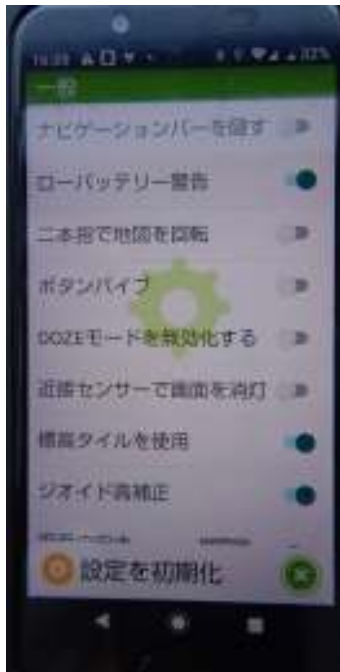 一般
ナビゲーションバーを隠す
ローバッテリー警告
二本指で地図を回転
ボタンバイブ
DOZEモードを無効化する
近接センサーで画面を消灯
標高タイルを使用
ジオイド高補正
設定を初期化